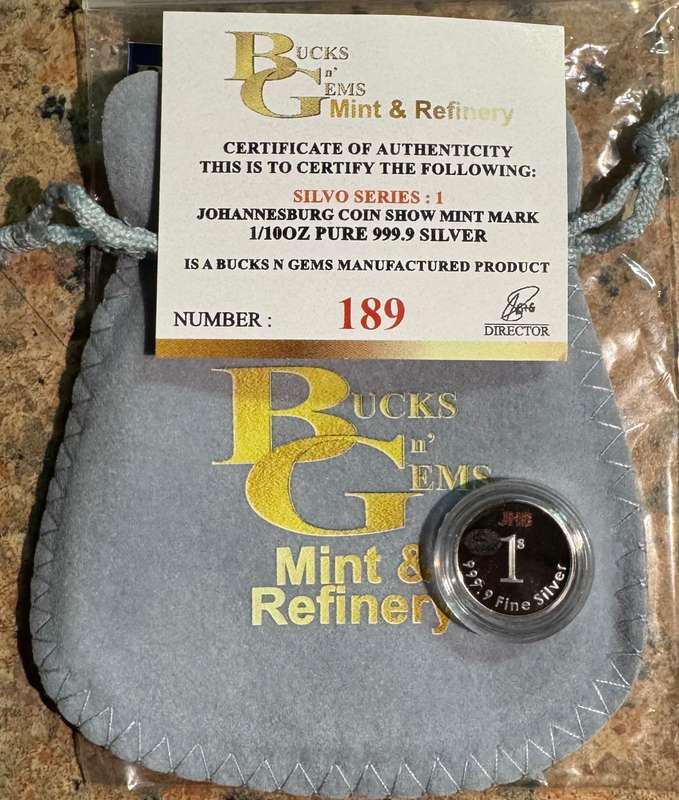 BUCKS
n'
GEMS
Mint & Refinery
CERTIFICATE OF AUTHENTICITY
THIS IS TO CERTIFY THE FOLLOWING:
SILVO SERIES : 1
JOHANNESBURG COIN SHOW MINT MARK
1/10OZ PURE 999.9 SILVER
IS A BUCKS N GEMS MANUFACTURED PRODUCT
NUMBER : 189
DIRECTOR
BUCKS
n'
GEMS
Mint &
Refinery
JHB
1s
999.9 Fine Silver